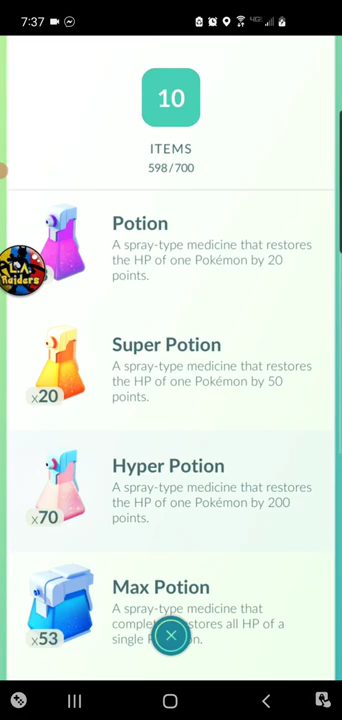 7:37
10
ITEMS
598/700
Potion
A spray-type medicine that restores
the HP of one Pokémon by 20
points.
L.A.
Raiders
Super Potion
A spray-type medicine that restores
the HP of one Pokémon by 50
points.
x20
Hyper Potion
A spray-type medicine that restores
the HP of one Pokémon by 200
points.
x70
Max Potion
A spray-type medicine that
stores all HP of a
single
x53